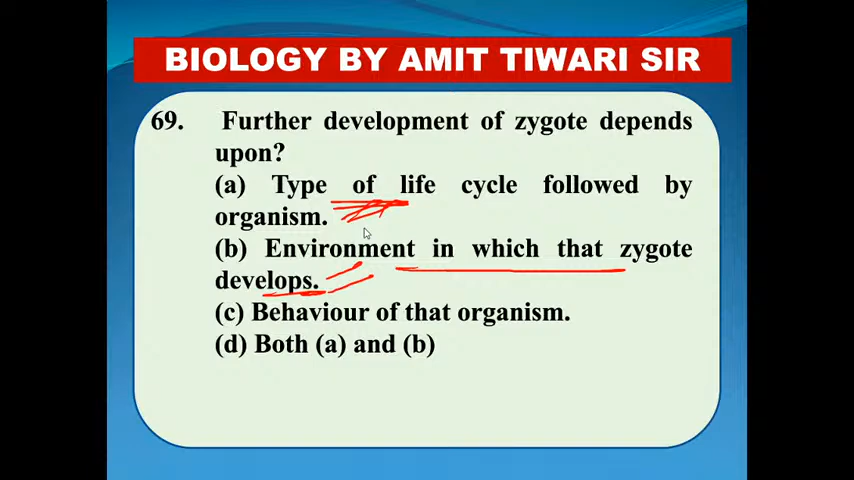 BIOLOGY BY AMIT TIWARI SIR
69. Further development of zygote depends
upon?
(a) Type of life cycle followed by
organism.
(b) Environment in which that zygote
develops.
(c) Behaviour of that organism.
(d) Both (a) and (b)